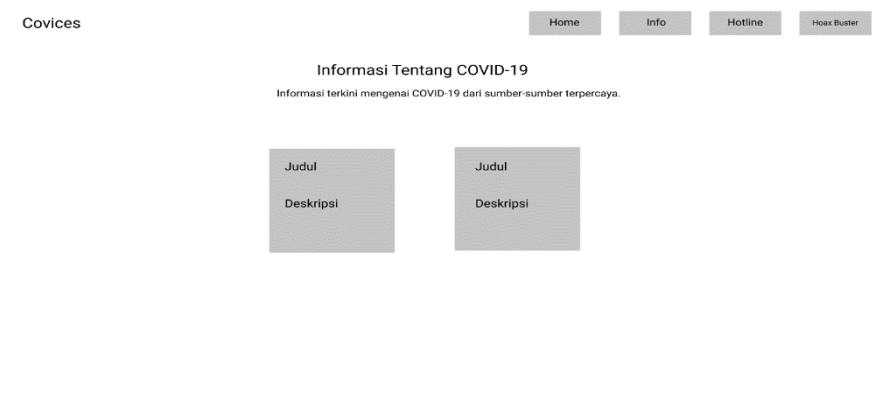 Covices
Home
Info
Hotline
Hoax Buster
Informasi Tentang COVID-19
Informasi terkini mengenai COVID-19 dari sumber-sumber terpercaya.
Judul
Deskripsi
Judul
Deskripsi